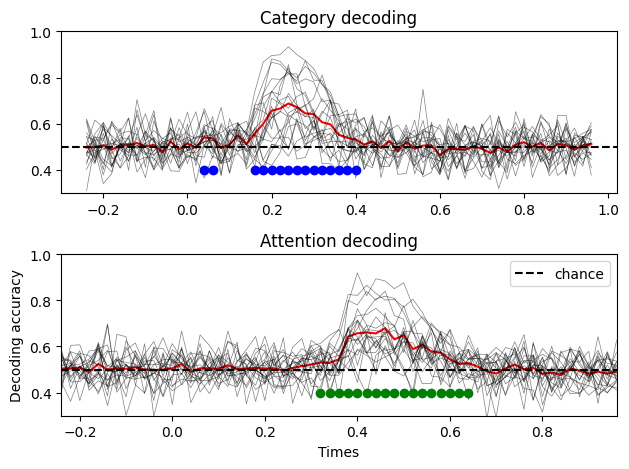 Category decoding
1.0
0.8
0.6
0.4
−0.2 0.0 0.2 0.4 0.6 0.8 1.0
Attention decoding
Decoding accuracy
1.0
0.8
0.6
0.4
chance
−0.2 0.0 0.2 0.4 0.6 0.8
Times